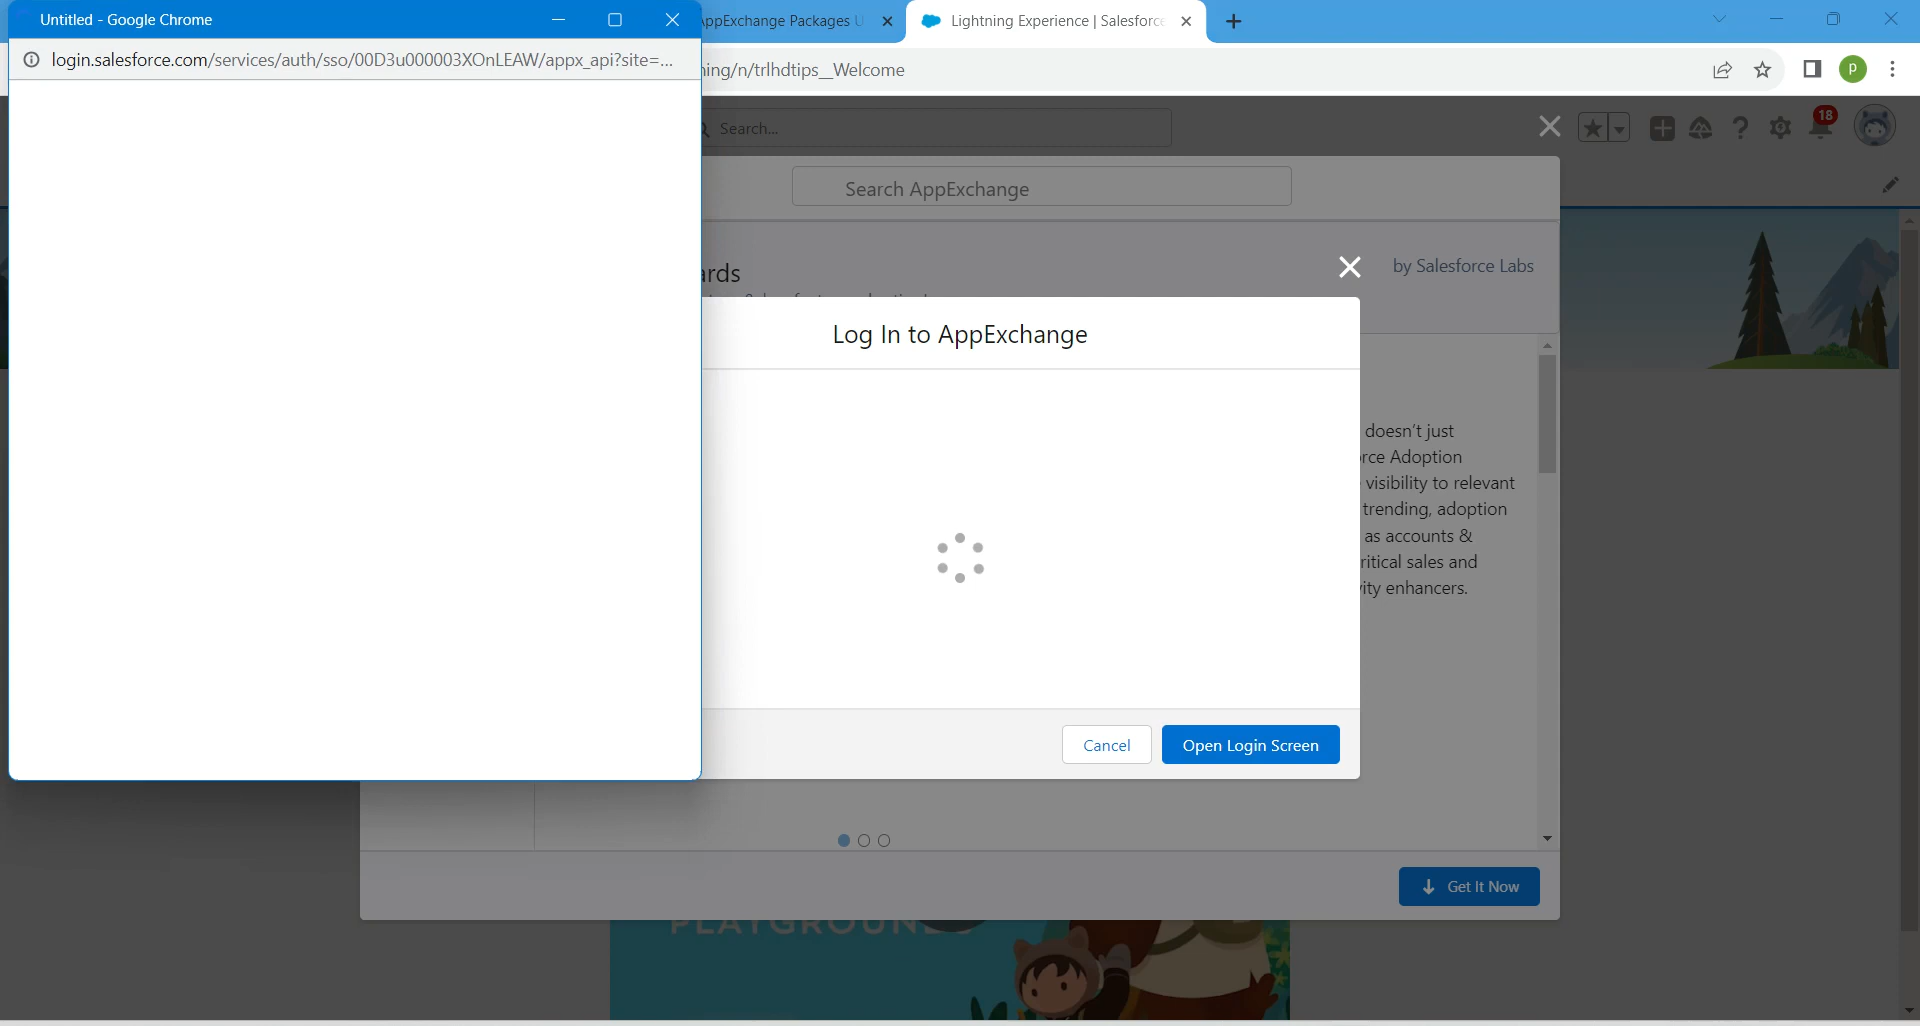 Untitled - Google Chrome
AppExchange Packages
Lightning Experience | Salesforce
login.salesforce.com/services/auth/sso/00D3u000003XOnLEAW/appx_api?site=...
ning/n/trlhdtips__Welcome
P
Search...
18
Search AppExchange
ards
by Salesforce Labs
Log In to AppExchange
doesn't just
rce Adoption
visibility to relevant
trending, adoption
as accounts &
ritical sales and
ity enhancers.
Cancel
Open Login Screen
Get It Now
PLAYGROUND